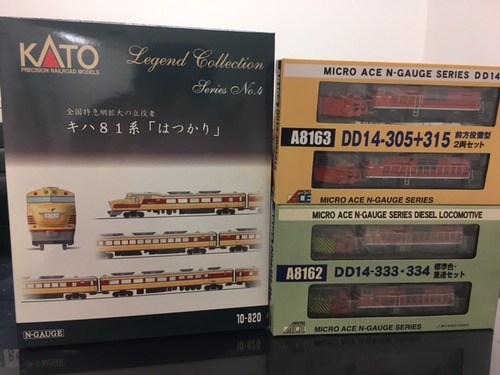 KATO
PRECISION RAILROAD MODELS
Legend Collection
Series No.4
全国特急網拡大の立役者
キハ81系「はつかり」
10-820
N-GAUGE
MICRO ACE N-GAUGE SERIES DD14
A8163
DD14-305+315
前方投雪型
2両セット
MICRO ACE N-GAUGE SERIES
MICRO ACE N-GAUGE SERIES DIESEL LOCOMOTIVE
A8162
DD14-333・334
標準色・
重連セット
MICRO ACE N-GAUGE SERIES